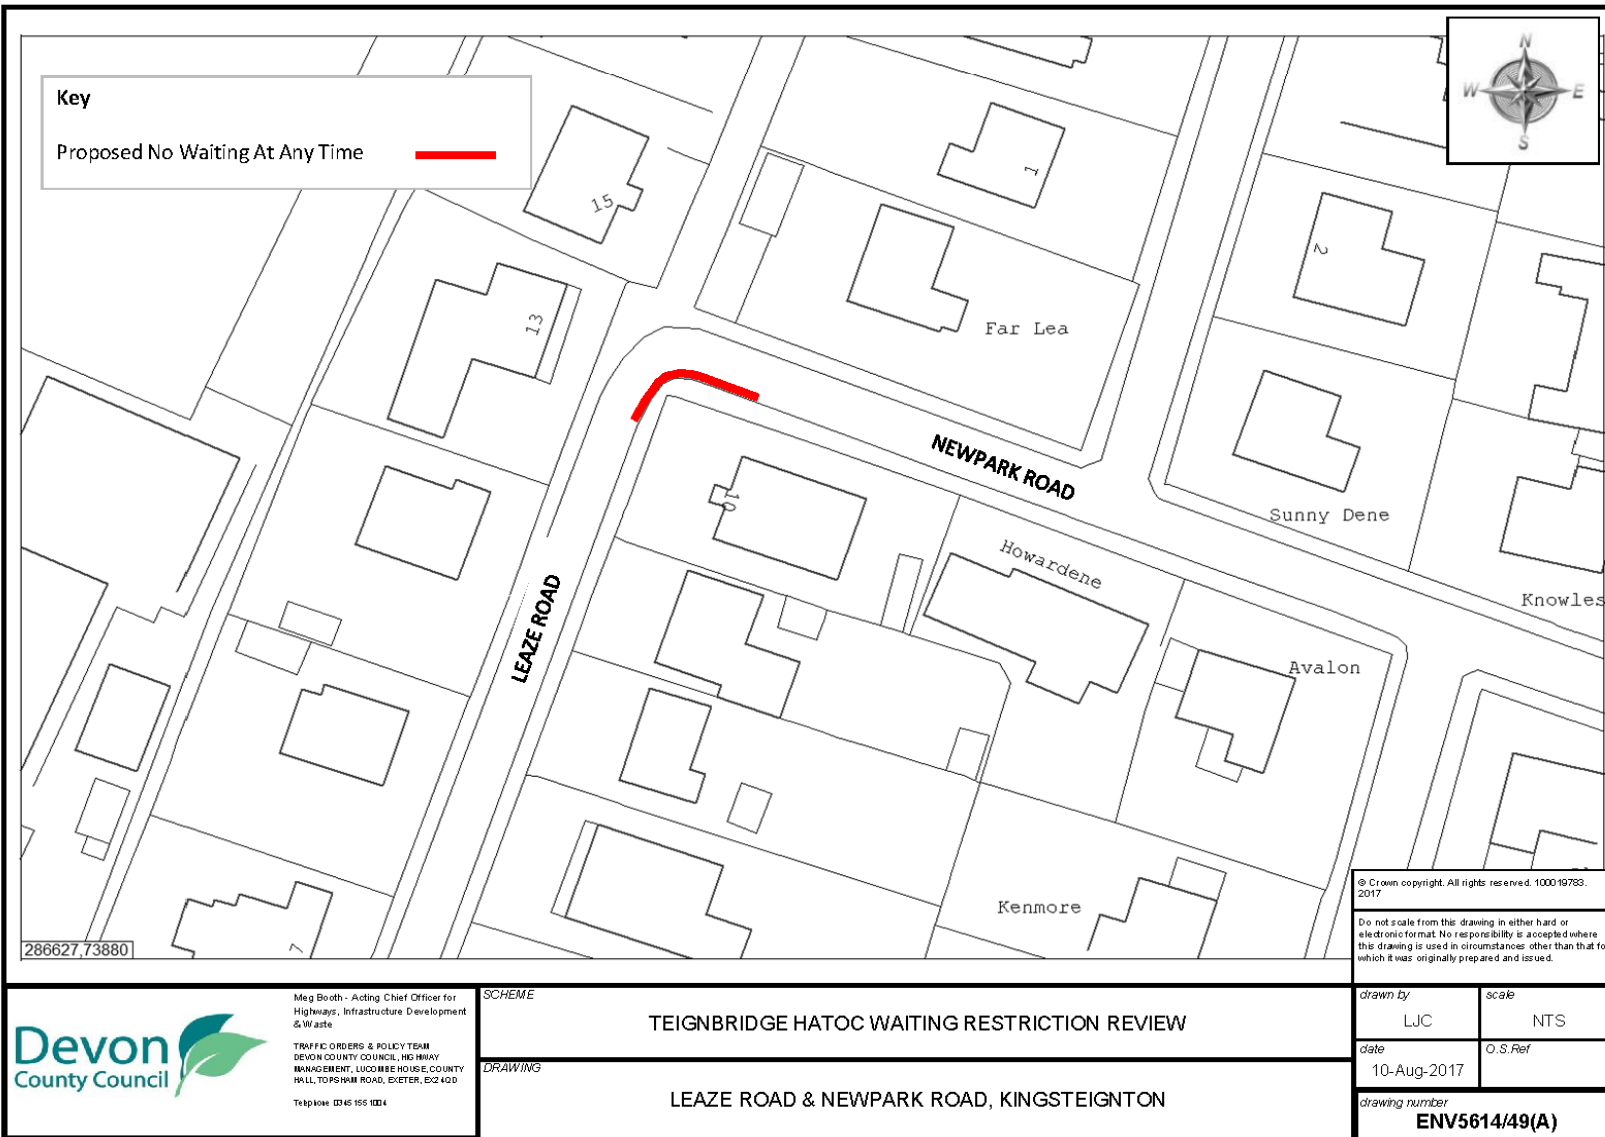 Key
Proposed No Waiting At Any Time
N
W
E
S
15
1
2
13
Far Lea
NEWPARK ROAD
10
Sunny Dene
Howardene
Knowles
LEAZE ROAD
Avalon
Kenmore
7
286627,73880
© Crown copyright. All rights reserved. 100019783.
2017
Do not scale from this drawing in either hard or
electronic format. No responsibility is accepted where
this drawing is used in circumstances other than that fo
which it was originally prepared and issued.
Devon
County Council
Meg Booth - Acting Chief Officer for
Highways, Infrastructure Development
& Waste
TRAFFIC ORDERS & POLICY TEAM
DEVON COUNTY COUNCIL, HIGHWAY
MANAGEMENT, LUCOMBE HOUSE, COUNTY
HALL, TOPSHAM ROAD, EXETER, EX2 4QD
Telephone 0345 155 1004
SCHEME
TEIGNBRIDGE HATOC WAITING RESTRICTION REVIEW
DRAWING
LEAZE ROAD & NEWPARK ROAD, KINGSTEIGNTON
drawn by
LJC
scale
NTS
date
10-Aug-2017
O.S.Ref
drawing number
ENV5614/49(A)